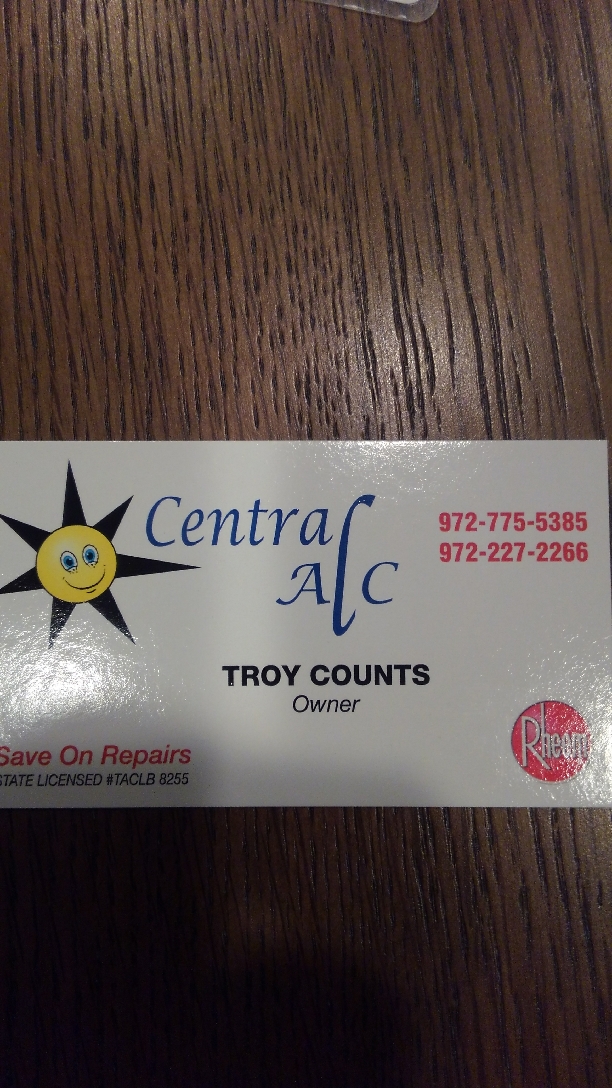 Central
A/C
972-775-5385
972-227-2266
TROY COUNTS
Owner
Save On Repairs
STATE LICENSED #TACLB 8255
Rheem